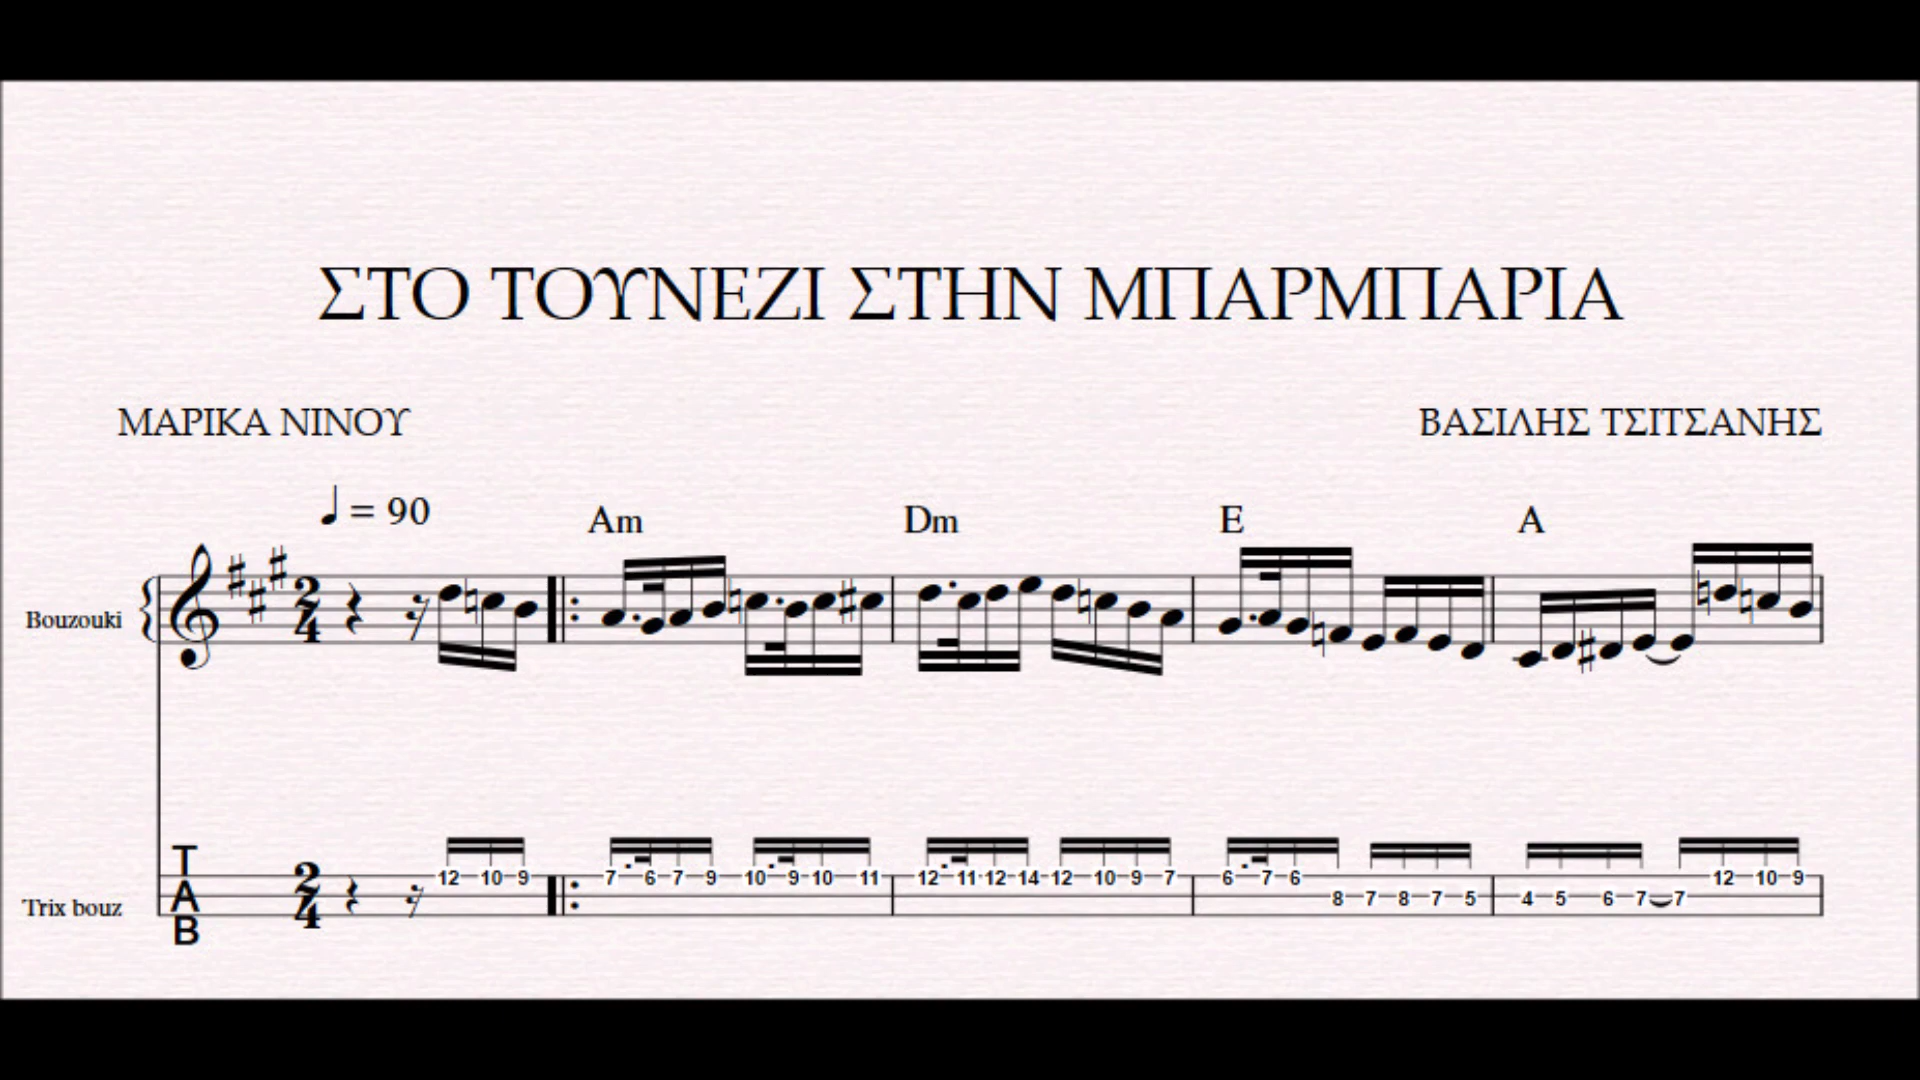 ΣΤΟ ΤΟΥΝΕΖΙ ΣΤΗΝ ΜΠΑΡΜΠΑΡΙΑ
ΜΑΡΙΚΑ ΝΙΝΟΥ ΒΑΣΙΛΗΣ ΤΣΙΤΣΑΝΗΣ
♩ = 90
Am Dm E A
Bouzouki
2
4
12 10 9 7 6 7 9 10 9 10 11 12 11 12 14 12 10 9 7 6 7 6 12 10 9
8 7 8 7 5 4 5 6 7 7
Trix bouz
T
A
B
2
4